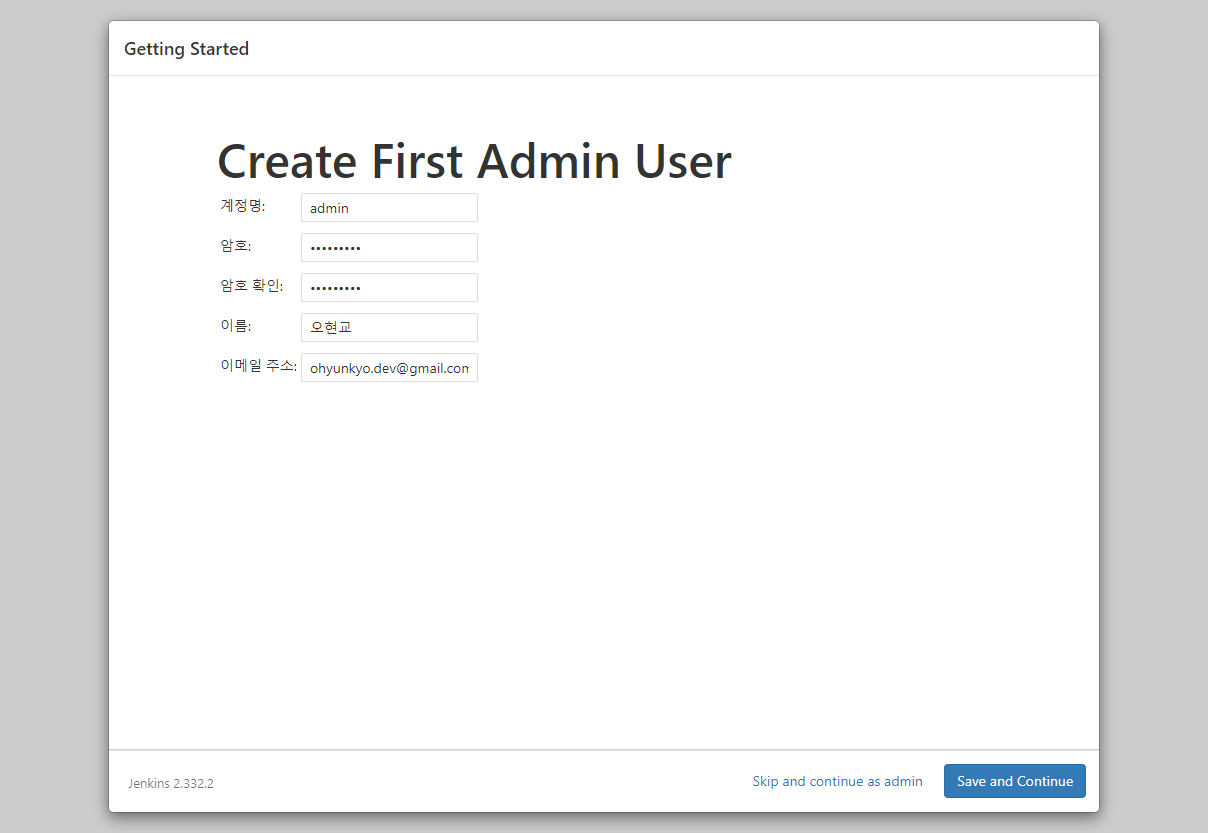 Getting Started
Create First Admin User
계정명: admin
암호: •••••••••
암호 확인: •••••••••
이름: 오현교
이메일 주소: ohyunkyo.dev@gmail.com
Jenkins 2.332.2 Skip and continue as admin Save and Continue